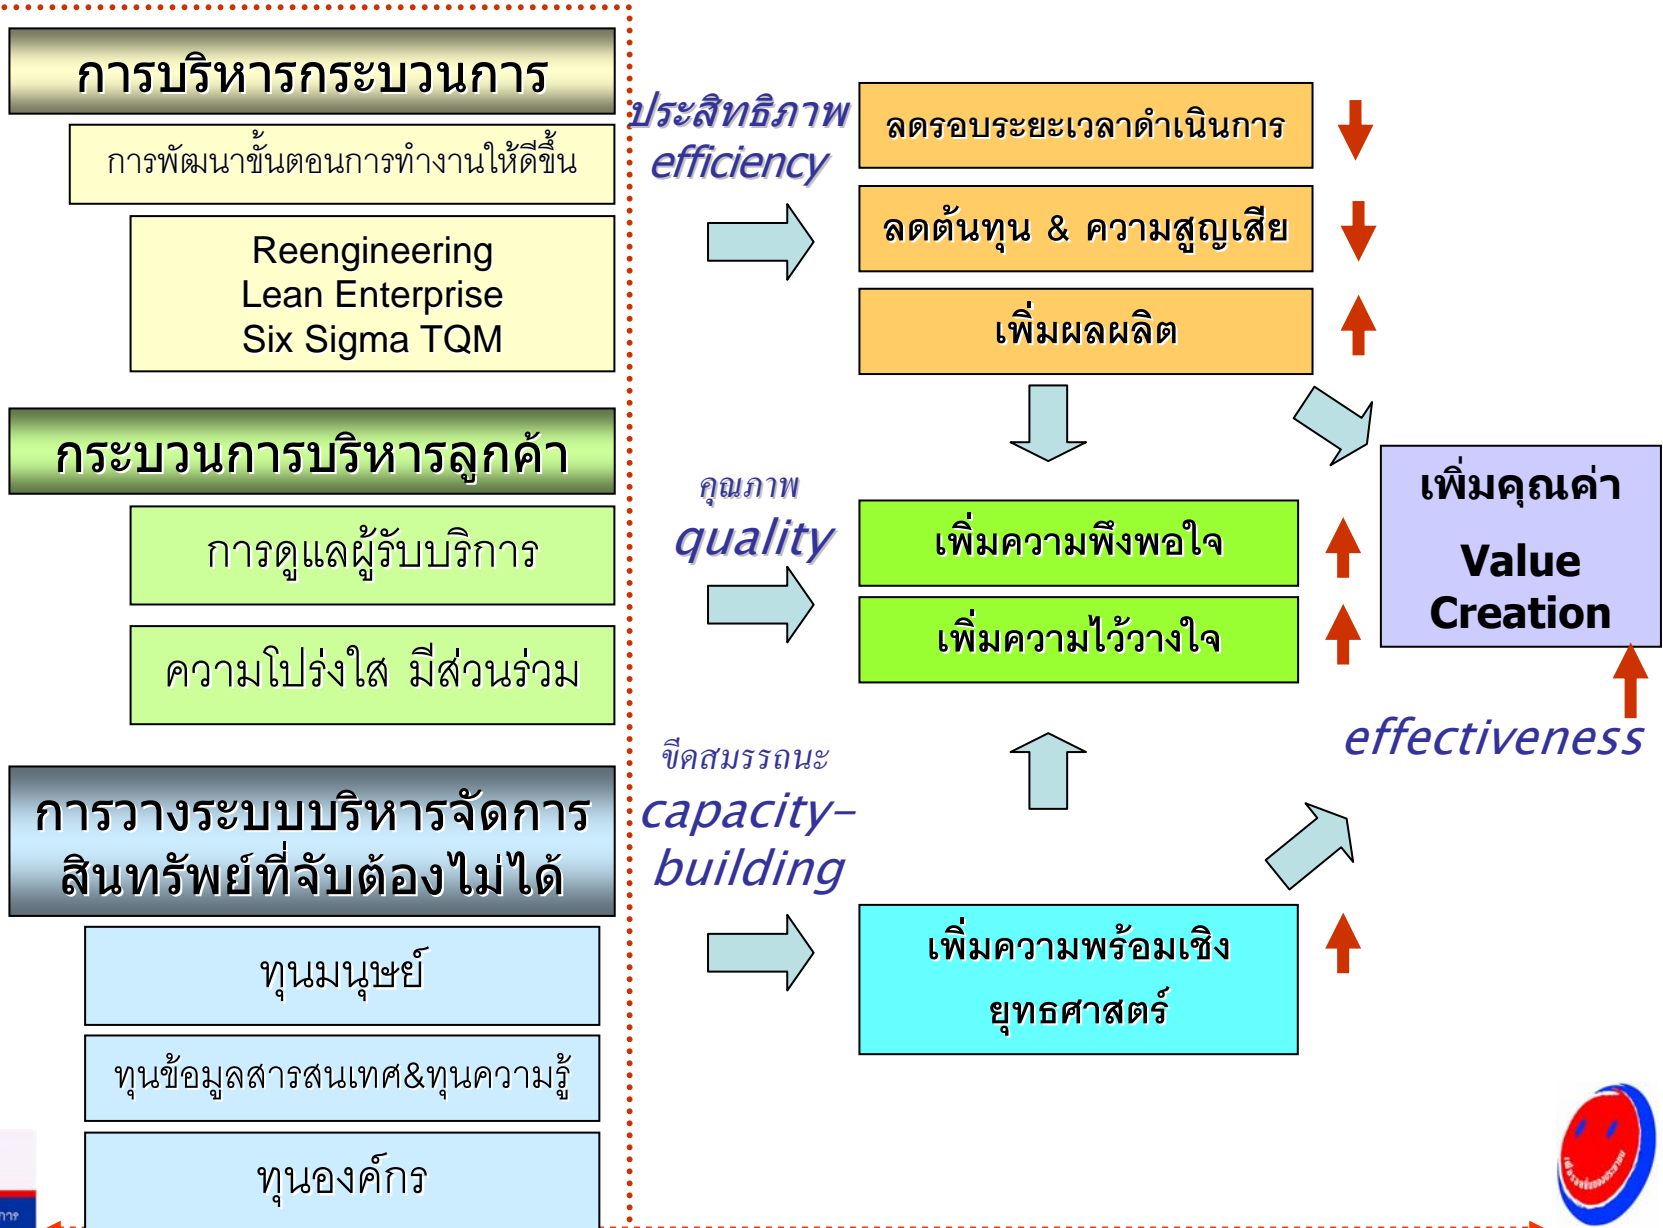 การบริหารกระบวนการ
การพัฒนาขั้นตอนการทำงานให้ดีขึ้น
Reengineering
Lean Enterprise
Six Sigma TQM
กระบวนการบริหารลูกค้า
การดูแลผู้รับบริการ
ความโปร่งใส มีส่วนร่วม
การวางระบบบริหารจัดการ
สินทรัพย์ที่จับต้องไม่ได้
ทุนมนุษย์
ทุนข้อมูลสารสนเทศ&ทุนความรู้
ทุนองค์กร
ประสิทธิภาพ
efficiency
คุณภาพ
quality
ขีดสมรรถนะ
capacity-
building
ลดรอบระยะเวลาดำเนินการ
ลดต้นทุน & ความสูญเสีย
เพิ่มผลผลิต
เพิ่มความพึงพอใจ
เพิ่มความไว้วางใจ
เพิ่มความพร้อมเชิง
ยุทธศาสตร์
เพิ่มคุณค่า
Value
Creation
effectiveness